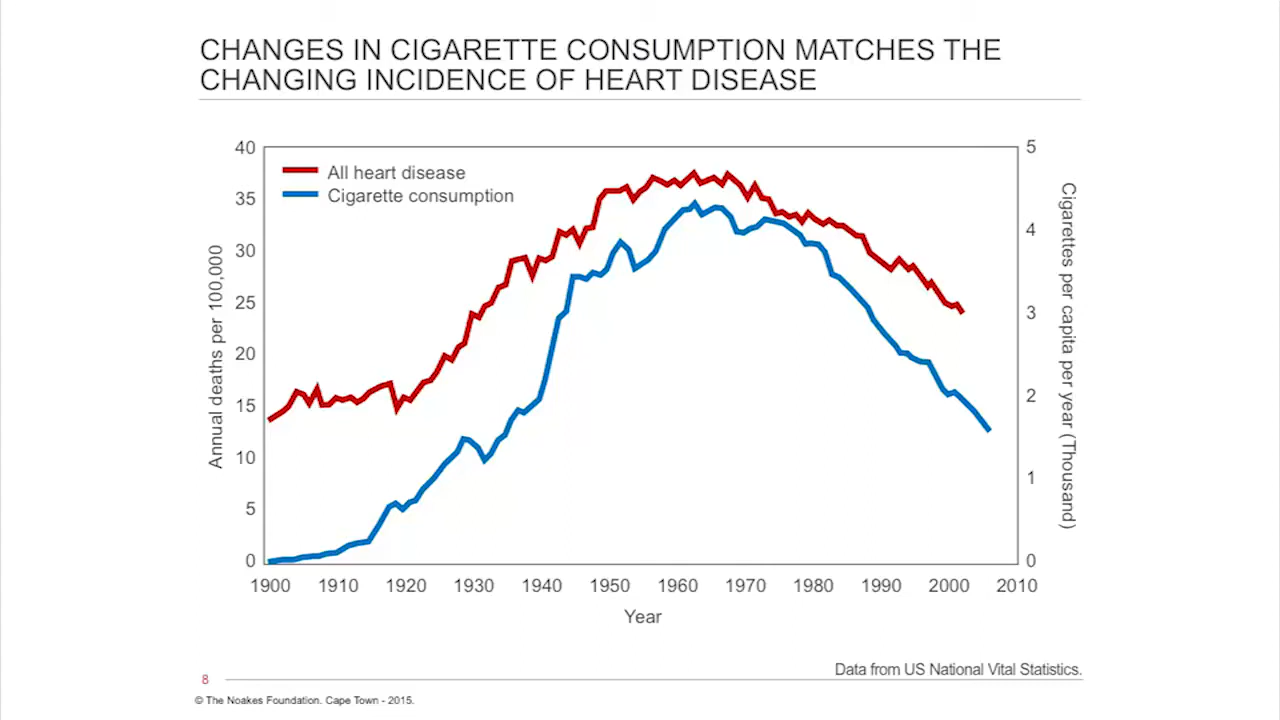 CHANGES IN CIGARETTE CONSUMPTION MATCHES THE
CHANGING INCIDENCE OF HEART DISEASE
40
35
30
25
20
15
10
5
0
Annual deaths per 100,000
All heart disease
Cigarette consumption
5
4
3
2
1
0
Cigarettes per capita per year (Thousand)
1900 1910 1920 1930 1940 1950 1960 1970 1980 1990 2000 2010
Year
Data from US National Vital Statistics.
8
© The Noakes Foundation. Cape Town - 2015.